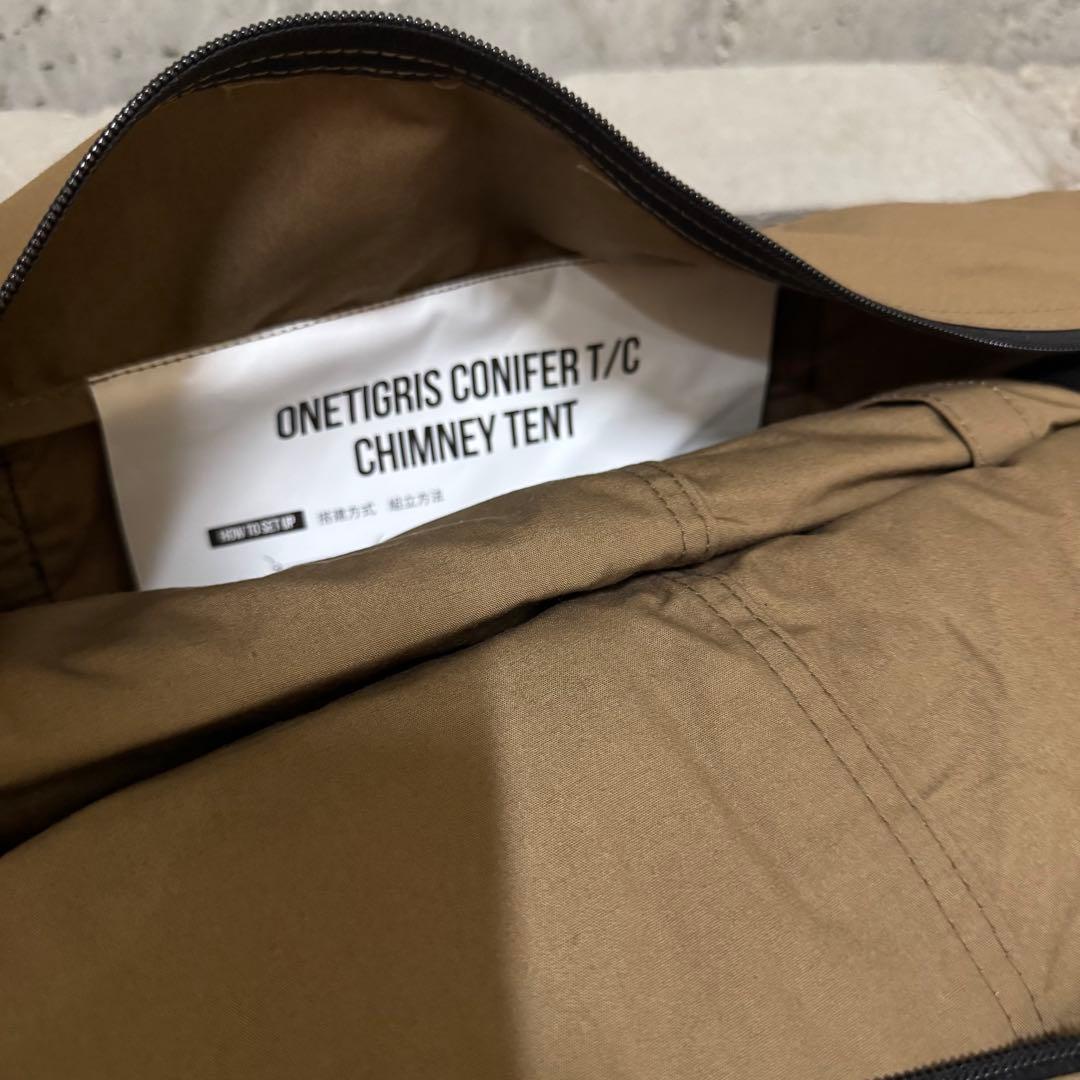 ONETIGRIS CONIFER T/C
CHIMNEY TENT
HOW TO SET UP 搭建方式 組立方法